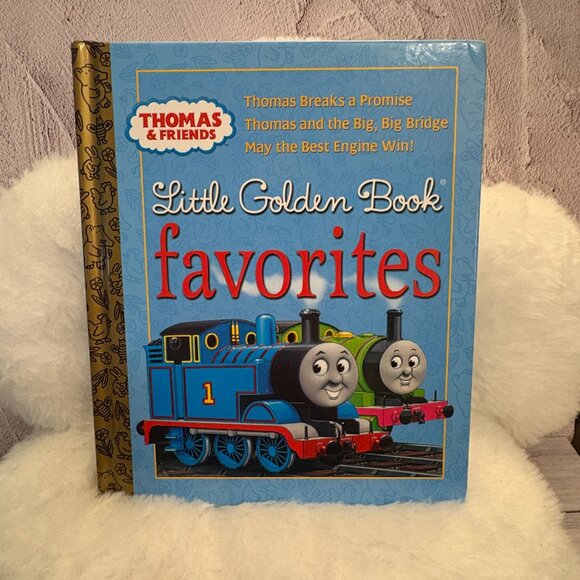 THOMAS
& FRIENDS
Thomas Breaks a Promise
Thomas and the Big, Big Bridge
May the Best Engine Win!
Little Golden Book®
favorites
1